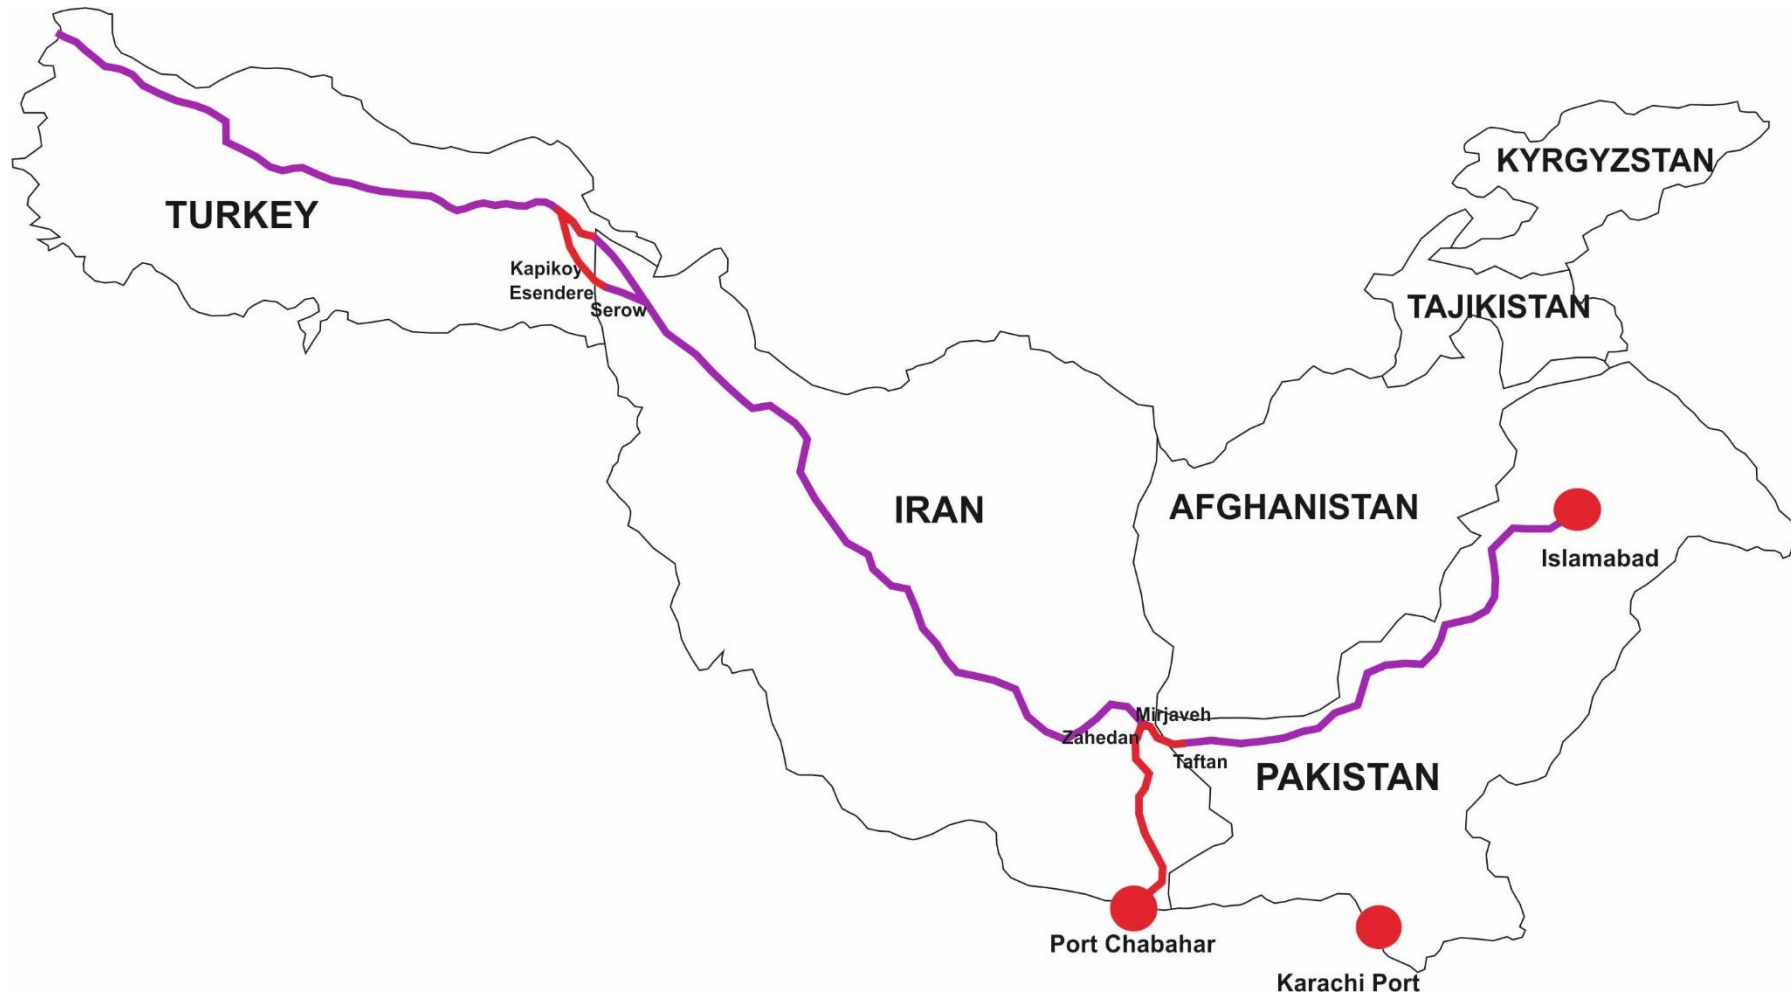 KYRGYZSTAN
TURKEY
Kapikoy
Esendere
Serow
TAJIKISTAN
IRAN
AFGHANISTAN
Islamabad
Mirjaveh
Zahedan
Taftan
PAKISTAN
Port Chabahar
Karachi Port